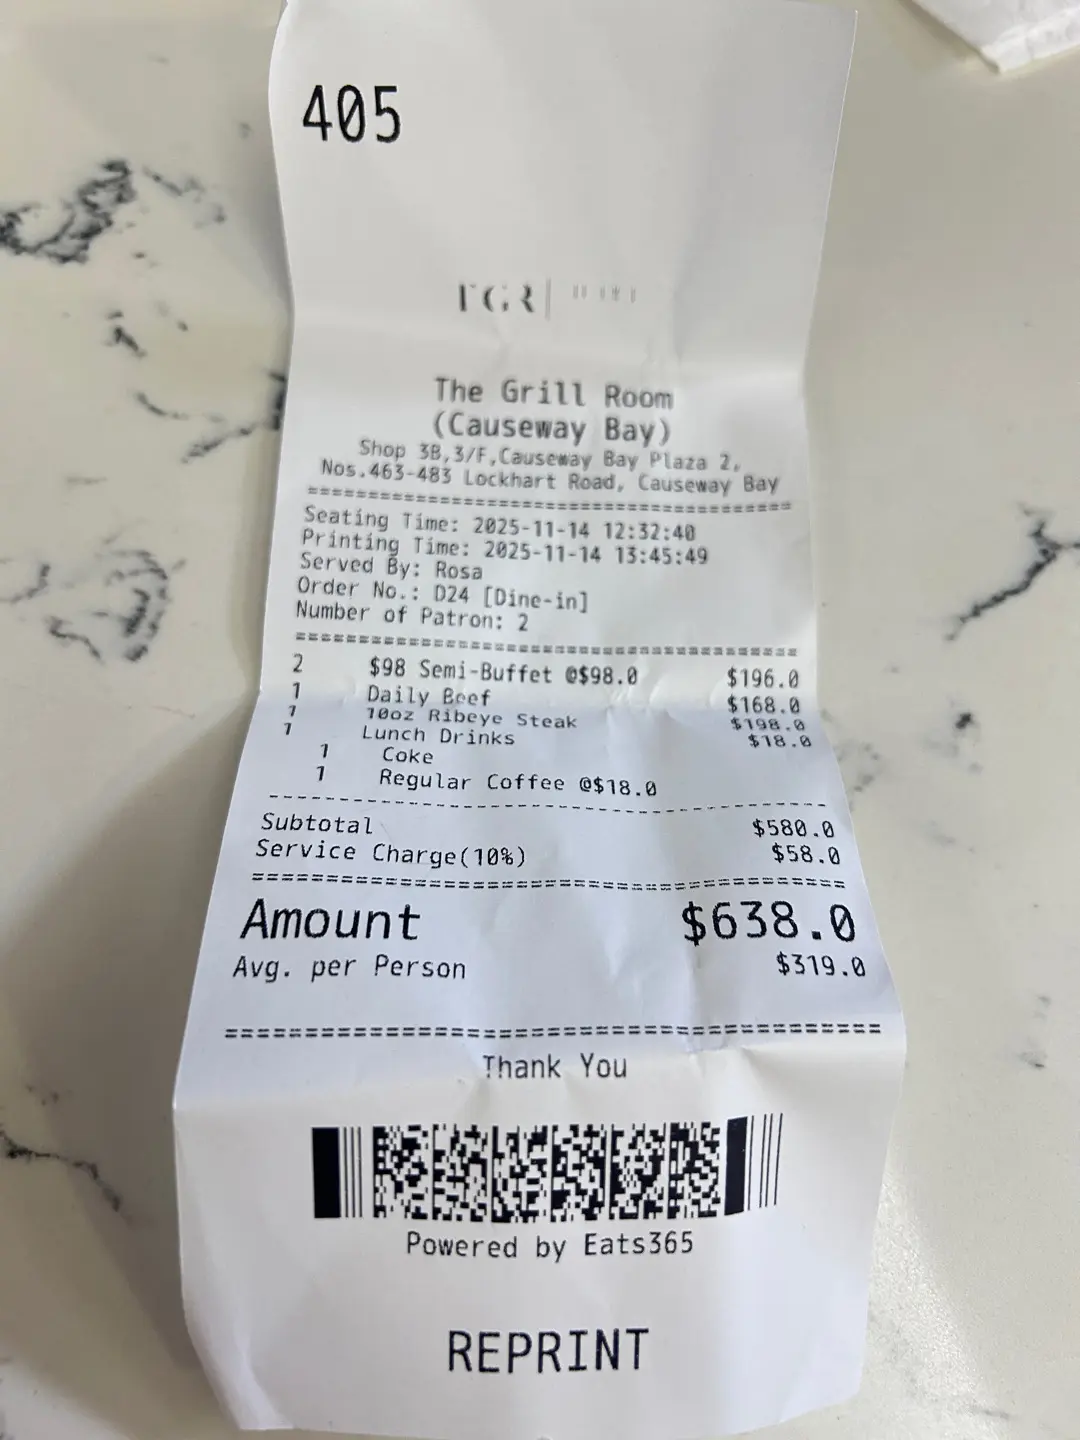 405
TGR
The Grill Room
(Causeway Bay)
Shop 3B,3/F,Causeway Bay Plaza 2,
Nos.463-483 Lockhart Road, Causeway Bay
Seating Time: 2025-11-14 12:32:40
Printing Time: 2025-11-14 13:45:49
Served By: Rosa
Order No.: D24 [Dine-in]
Number of Patron: 2
2 $98 Semi-Buffet @$98.0 $196.0
1 Daily Beef $168.0
1 10oz Ribeye Steak $198.0
1 Lunch Drinks $18.0
1 Coke
1 Regular Coffee @$18.0
Subtotal $580.0
Service Charge(10%) $58.0
Amount $638.0
Avg. per Person $319.0
Thank You
Powered by Eats365
REPRINT